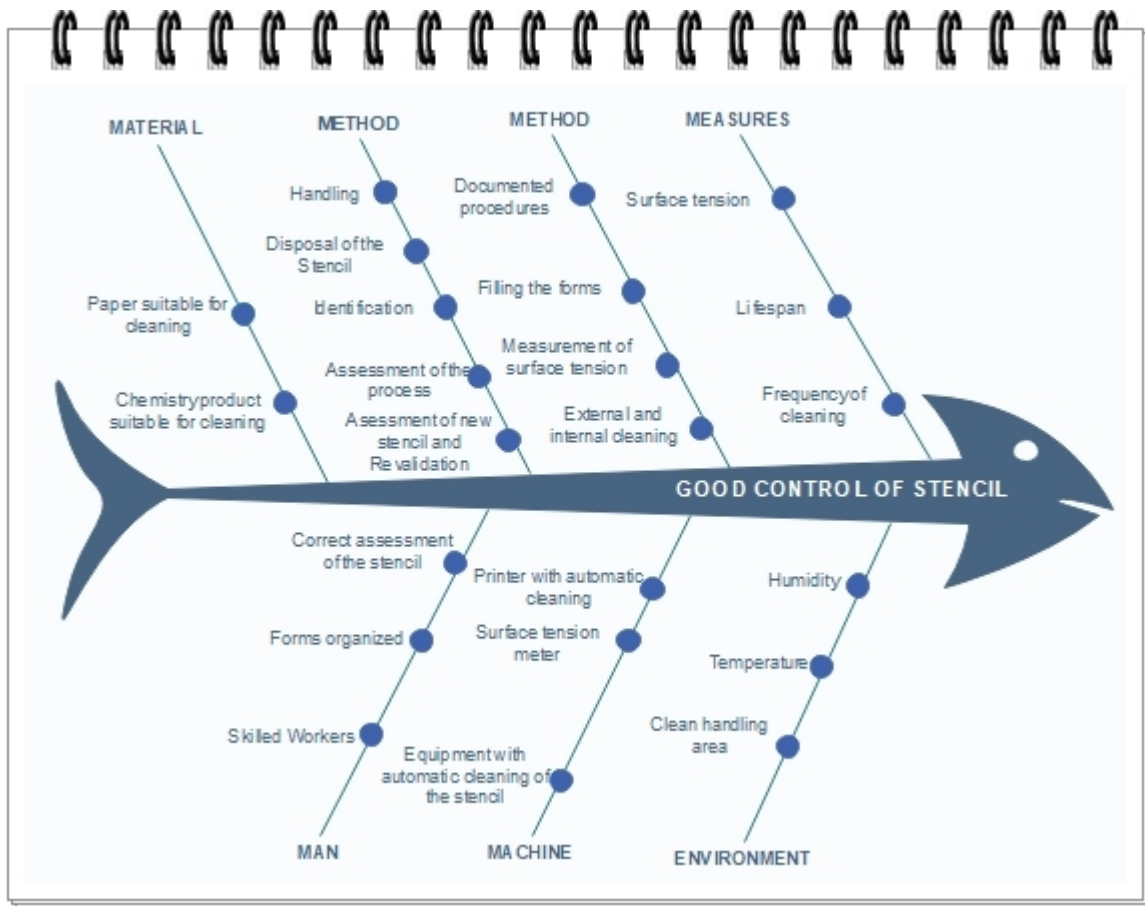 MATERIAL
METHOD
METHOD
MEASURES
Handling
Disposal of the
Stencil
Identification
Assessment of the
process
Asessment of new
stencil and
Revalidation
Paper suitable for
cleaning
Chemistry product
suitable for cleaning
Documented
procedures
Filling the forms
Measurement of
surface tension
External and
internal cleaning
Surface tension
Lifespan
Frequency of
cleaning
GOOD CONTROL OF STENCIL
Correct assessment
of the stencil
Forms organized
Skilled Workers
Printer with automatic
cleaning
Surface tension
meter
Equipment with
automatic cleaning of
the stencil
Humidity
Temperature
Clean handling
area
MAN
MACHINE
ENVIRONMENT